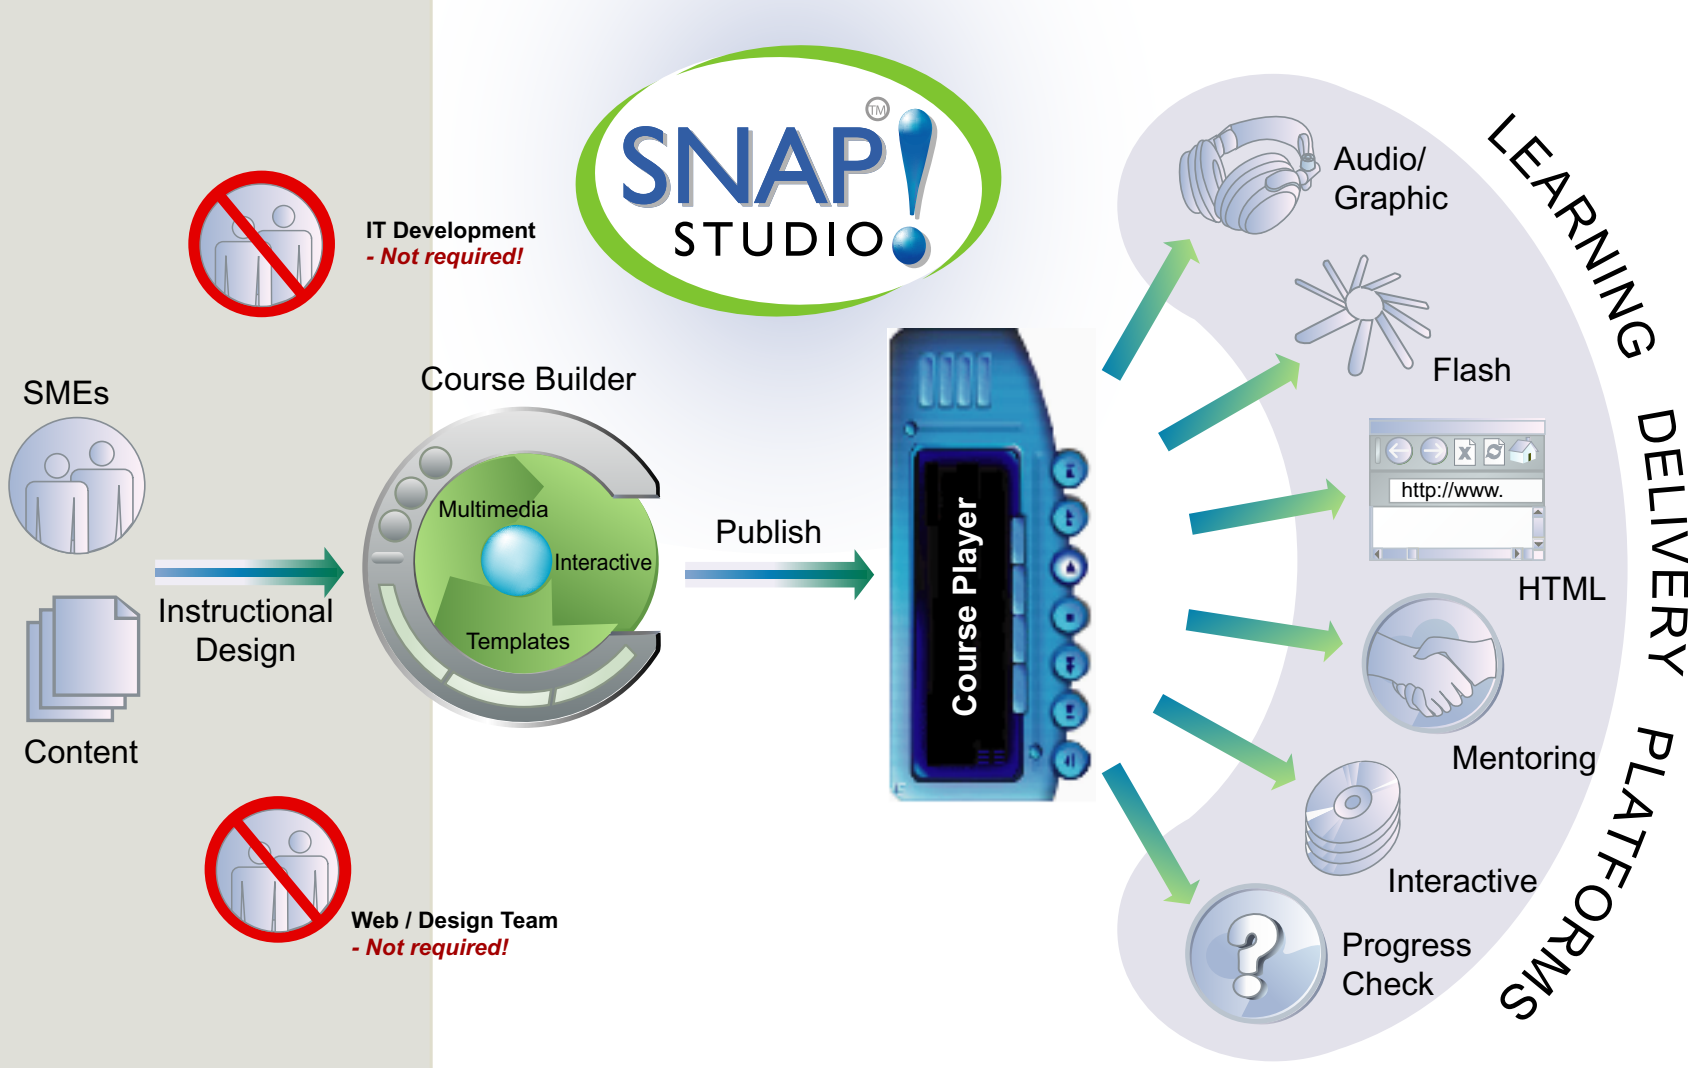 SNAP!
TM
STUDIO
IT Development
- Not required!
SMEs
Content
Instructional
Design
Course Builder
Multimedia
Interactive
Templates
Publish
Course Player
Web / Design Team
- Not required!
Audio/
Graphic
Flash
http://www.
HTML
Mentoring
Interactive
Progress
Check
LEARNING DELIVERY PLATFORMS